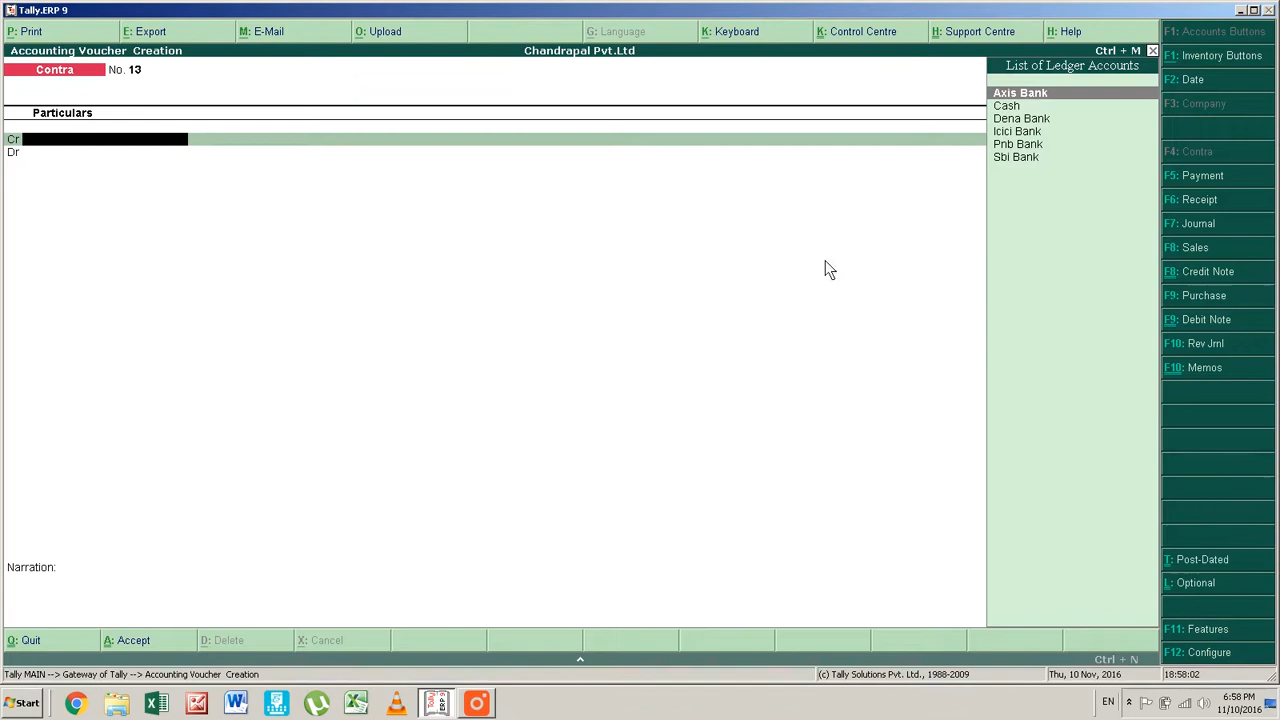 Tally.ERP 9
P: Print
E: Export
M: E-Mail
O: Upload
G: Language
K: Keyboard
K: Control Centre
H: Support Centre
H: Help
Accounting Voucher Creation
Chandrapal Pvt.Ltd
Ctrl + M
Contra No. 13
Particulars
Cr
Dr
Narration:
List of Ledger Accounts
Axis Bank
Cash
Dena Bank
Icici Bank
Pnb Bank
Sbi Bank
F1: Accounts Buttons
F1: Inventory Buttons
F2: Date
F3: Company
F4: Contra
F5: Payment
F6: Receipt
F7: Journal
F8: Sales
F8: Credit Note
F9: Purchase
F9: Debit Note
F10: Rev Jrnl
F10: Memos
T: Post-Dated
L: Optional
F11: Features
F12: Configure
Q: Quit
A: Accept
D: Delete
X: Cancel
Ctrl + N
Tally MAIN --> Gateway of Tally --> Accounting Voucher Creation
(c) Tally Solutions Pvt. Ltd., 1988-2009
Thu, 10 Nov, 2016
18:58:02
Start
EN
6:58 PM
11/10/2016